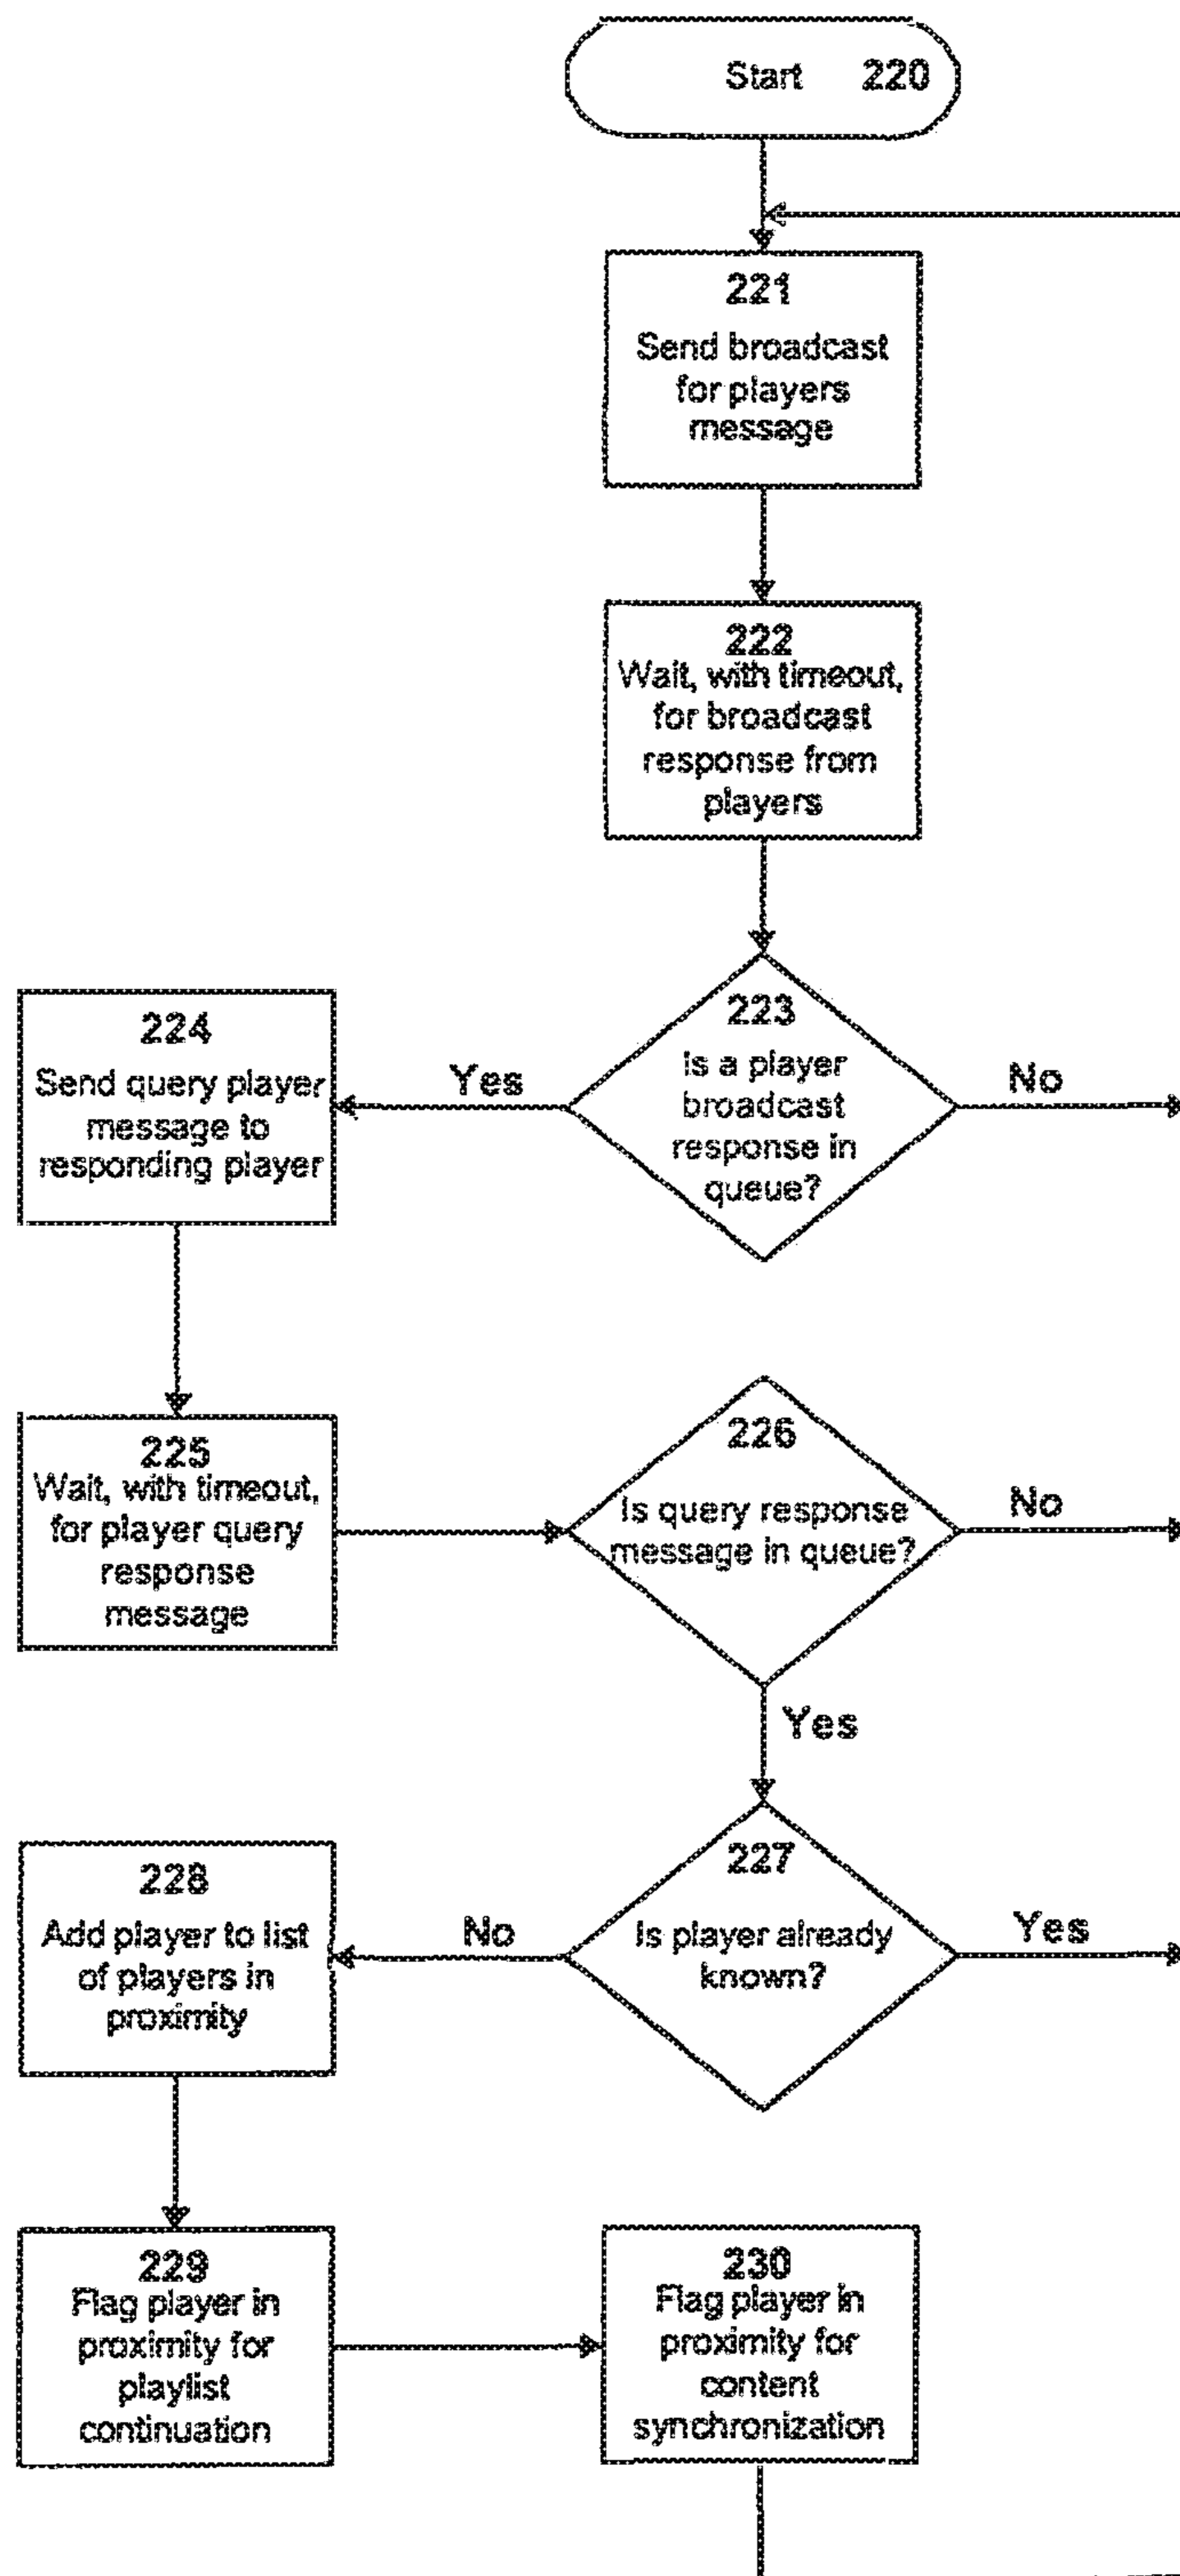 Start 220
221
Send broadcast
for players
message
222
Wait, with timeout,
for broadcast
response from
players
223
Is a player
broadcast
response in
queue?
Yes
No
224
Send query player
message to
responding player
225
Wait, with timeout,
for player query
response
message
226
Is query response
message in queue?
No
Yes
227
Is player already
known?
No
Yes
228
Add player to list
of players in
proximity
229
Flag player in
proximity for
playlist
continuation
230
Flag player in
proximity for
content
synchronization